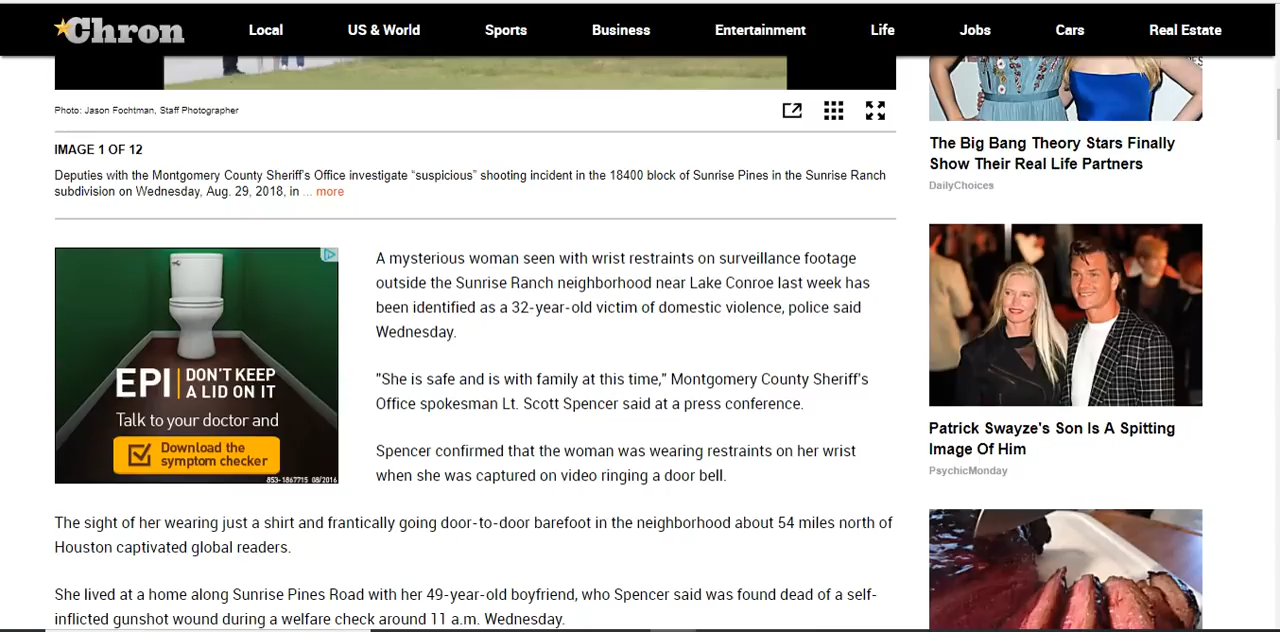 Chron
Local
US & World
Sports
Business
Entertainment
Life
Jobs
Cars
Real Estate
Photo: Jason Fochtman, Staff Photographer
IMAGE 1 OF 12
Deputies with the Montgomery County Sheriff's Office investigate "suspicious" shooting incident in the 18400 block of Sunrise Pines in the Sunrise Ranch
subdivision on Wednesday, Aug. 29, 2018, in ... more
EPI | DON'T KEEP
A LID ON IT
Talk to your doctor and
Download the
symptom checker
853-1867715 08/2016
A mysterious woman seen with wrist restraints on surveillance footage
outside the Sunrise Ranch neighborhood near Lake Conroe last week has
been identified as a 32-year-old victim of domestic violence, police said
Wednesday.
"She is safe and is with family at this time," Montgomery County Sheriff's
Office spokesman Lt. Scott Spencer said at a press conference.
Spencer confirmed that the woman was wearing restraints on her wrist
when she was captured on video ringing a door bell.
The sight of her wearing just a shirt and frantically going door-to-door barefoot in the neighborhood about 54 miles north of
Houston captivated global readers.
She lived at a home along Sunrise Pines Road with her 49-year-old boyfriend, who Spencer said was found dead of a self-
inflicted gunshot wound during a welfare check around 11 a.m. Wednesday.
The Big Bang Theory Stars Finally
Show Their Real Life Partners
DailyChoices
Patrick Swayze's Son Is A Spitting
Image Of Him
PsychicMonday